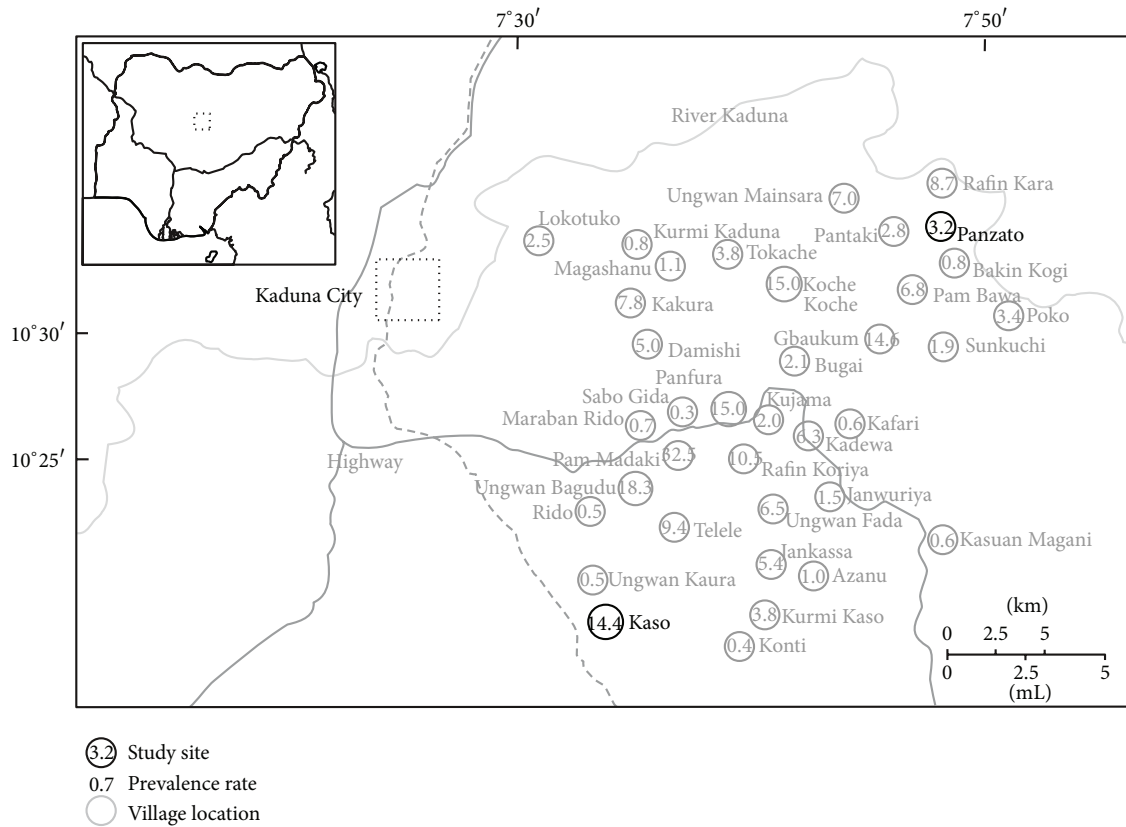 7°30′
7°50′
River Kaduna
8.7 Rafin Kara
Ungwan Mainsara 7.0
Lokotuko
2.5
0.8 Kurmi Kaduna
3.8 Tokache
Pantaki 2.8
3.2 Panzato
Magashanu 1.1
0.8 Bakin Kogi
15.0 Koche
Koche
6.8 Pam Bawa
Kaduna City
7.8 Kakura
3.4 Poko
10°30′
5.0 Damishi
Gbaukum 14.6
1.9 Sunkuchi
2.1 Bugai
Panfura
15.0
Sabo Gida
0.3
Kujama
2.0
Maraban Rido 0.7
0.6 Kafari
6.3 Kadewa
10°25′
Highway
Pam Madaki 32.5
10.5 Rafin Koriya
Ungwan Bagudu 18.3
1.5 Janwuriya
Rido 0.5
6.5 Ungwan Fada
9.4 Telele
0.6 Kasuan Magani
Jankassa
5.4
0.5 Ungwan Kaura
1.0 Azanu
14.4 Kaso
3.8 Kurmi Kaso
0.4 Konti
(km)
0 2.5 5
0 2.5 5
(mL)
3.2 Study site
0.7 Prevalence rate
Village location